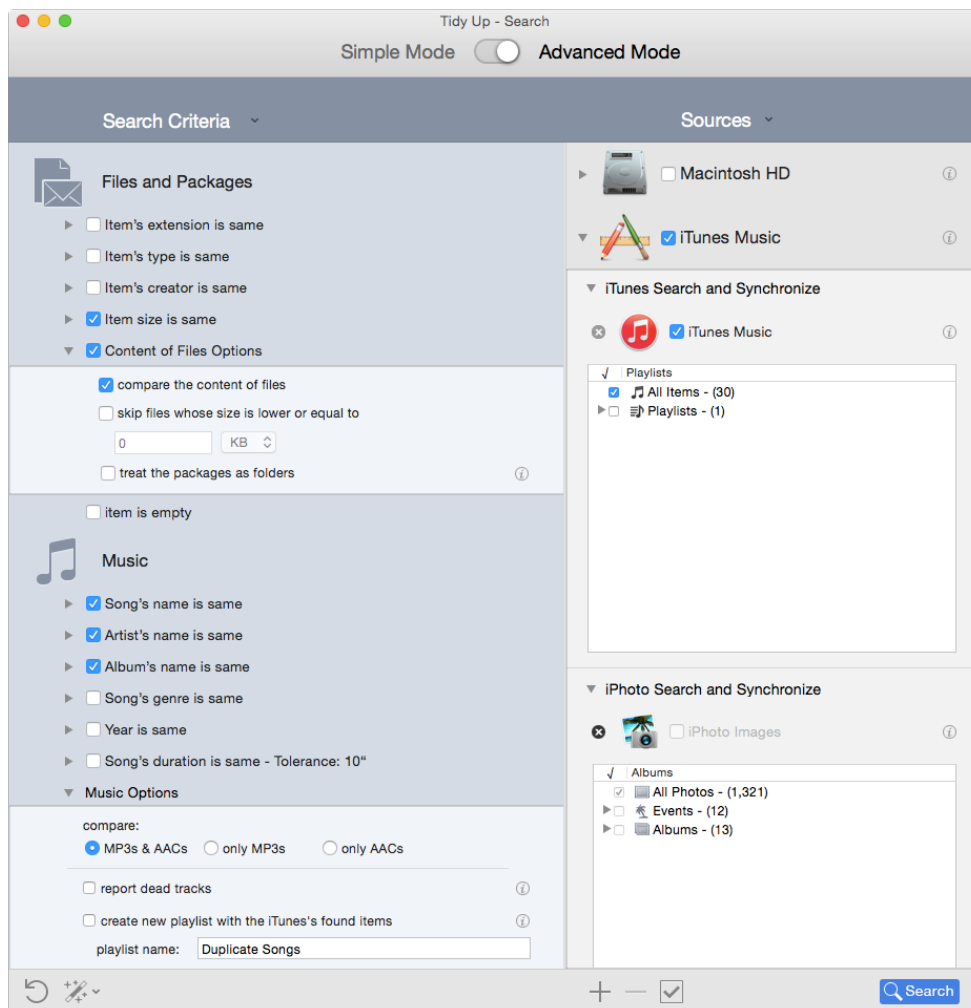 Tidy Up - Search
Simple Mode Advanced Mode
Search Criteria
Files and Packages
Item's extension is same
Item's type is same
Item's creator is same
Item size is same
Content of Files Options
compare the content of files
skip files whose size is lower or equal to
0 KB
treat the packages as folders
item is empty
Music
Song's name is same
Artist's name is same
Album's name is same
Song's genre is same
Year is same
Song's duration is same - Tolerance: 10"
Music Options
compare:
MP3s & AACs only MP3s only AACs
report dead tracks
create new playlist with the iTunes's found items
playlist name: Duplicate Songs
Sources
Macintosh HD
iTunes Music
iTunes Search and Synchronize
iTunes Music
√ Playlists
All Items - (30)
Playlists - (1)
iPhoto Search and Synchronize
iPhoto Images
√ Albums
All Photos - (1,321)
Events - (12)
Albums - (13)
Search